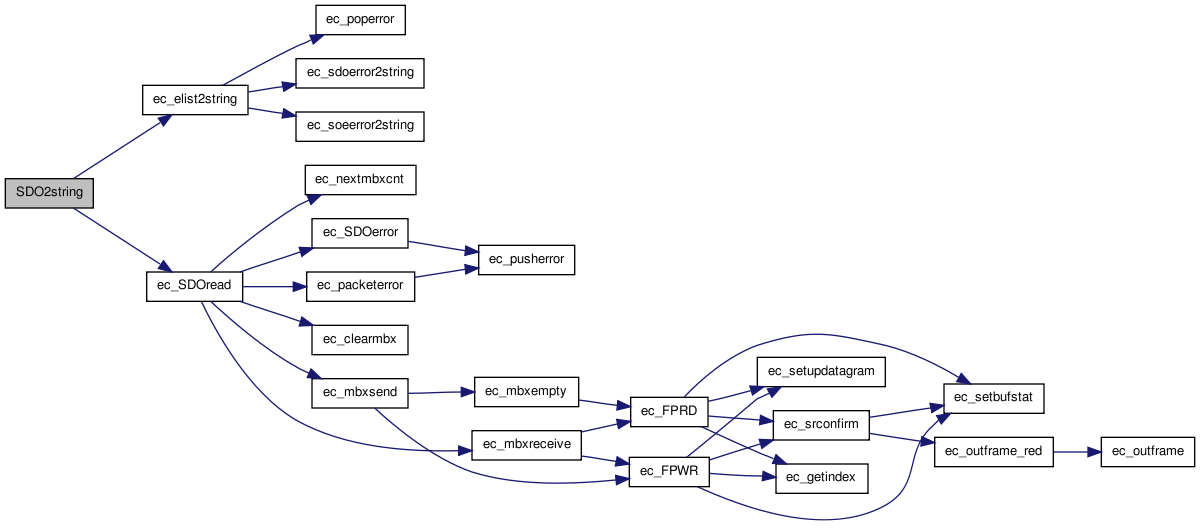 ec_poperror
ec_sdoerror2string
ec_elist2string
ec_soeerror2string
SDO2string
ec_nextmbxcnt
ec_SDOerror
ec_pusherror
ec_SDOread
ec_packeterror
ec_clearmbx
ec_setupdatagram
ec_mbxsend
ec_mbxempty
ec_setbufstat
ec_FPRD
ec_srconfirm
ec_mbxreceive
ec_outframe_red
ec_outframe
ec_FPWR
ec_getindex